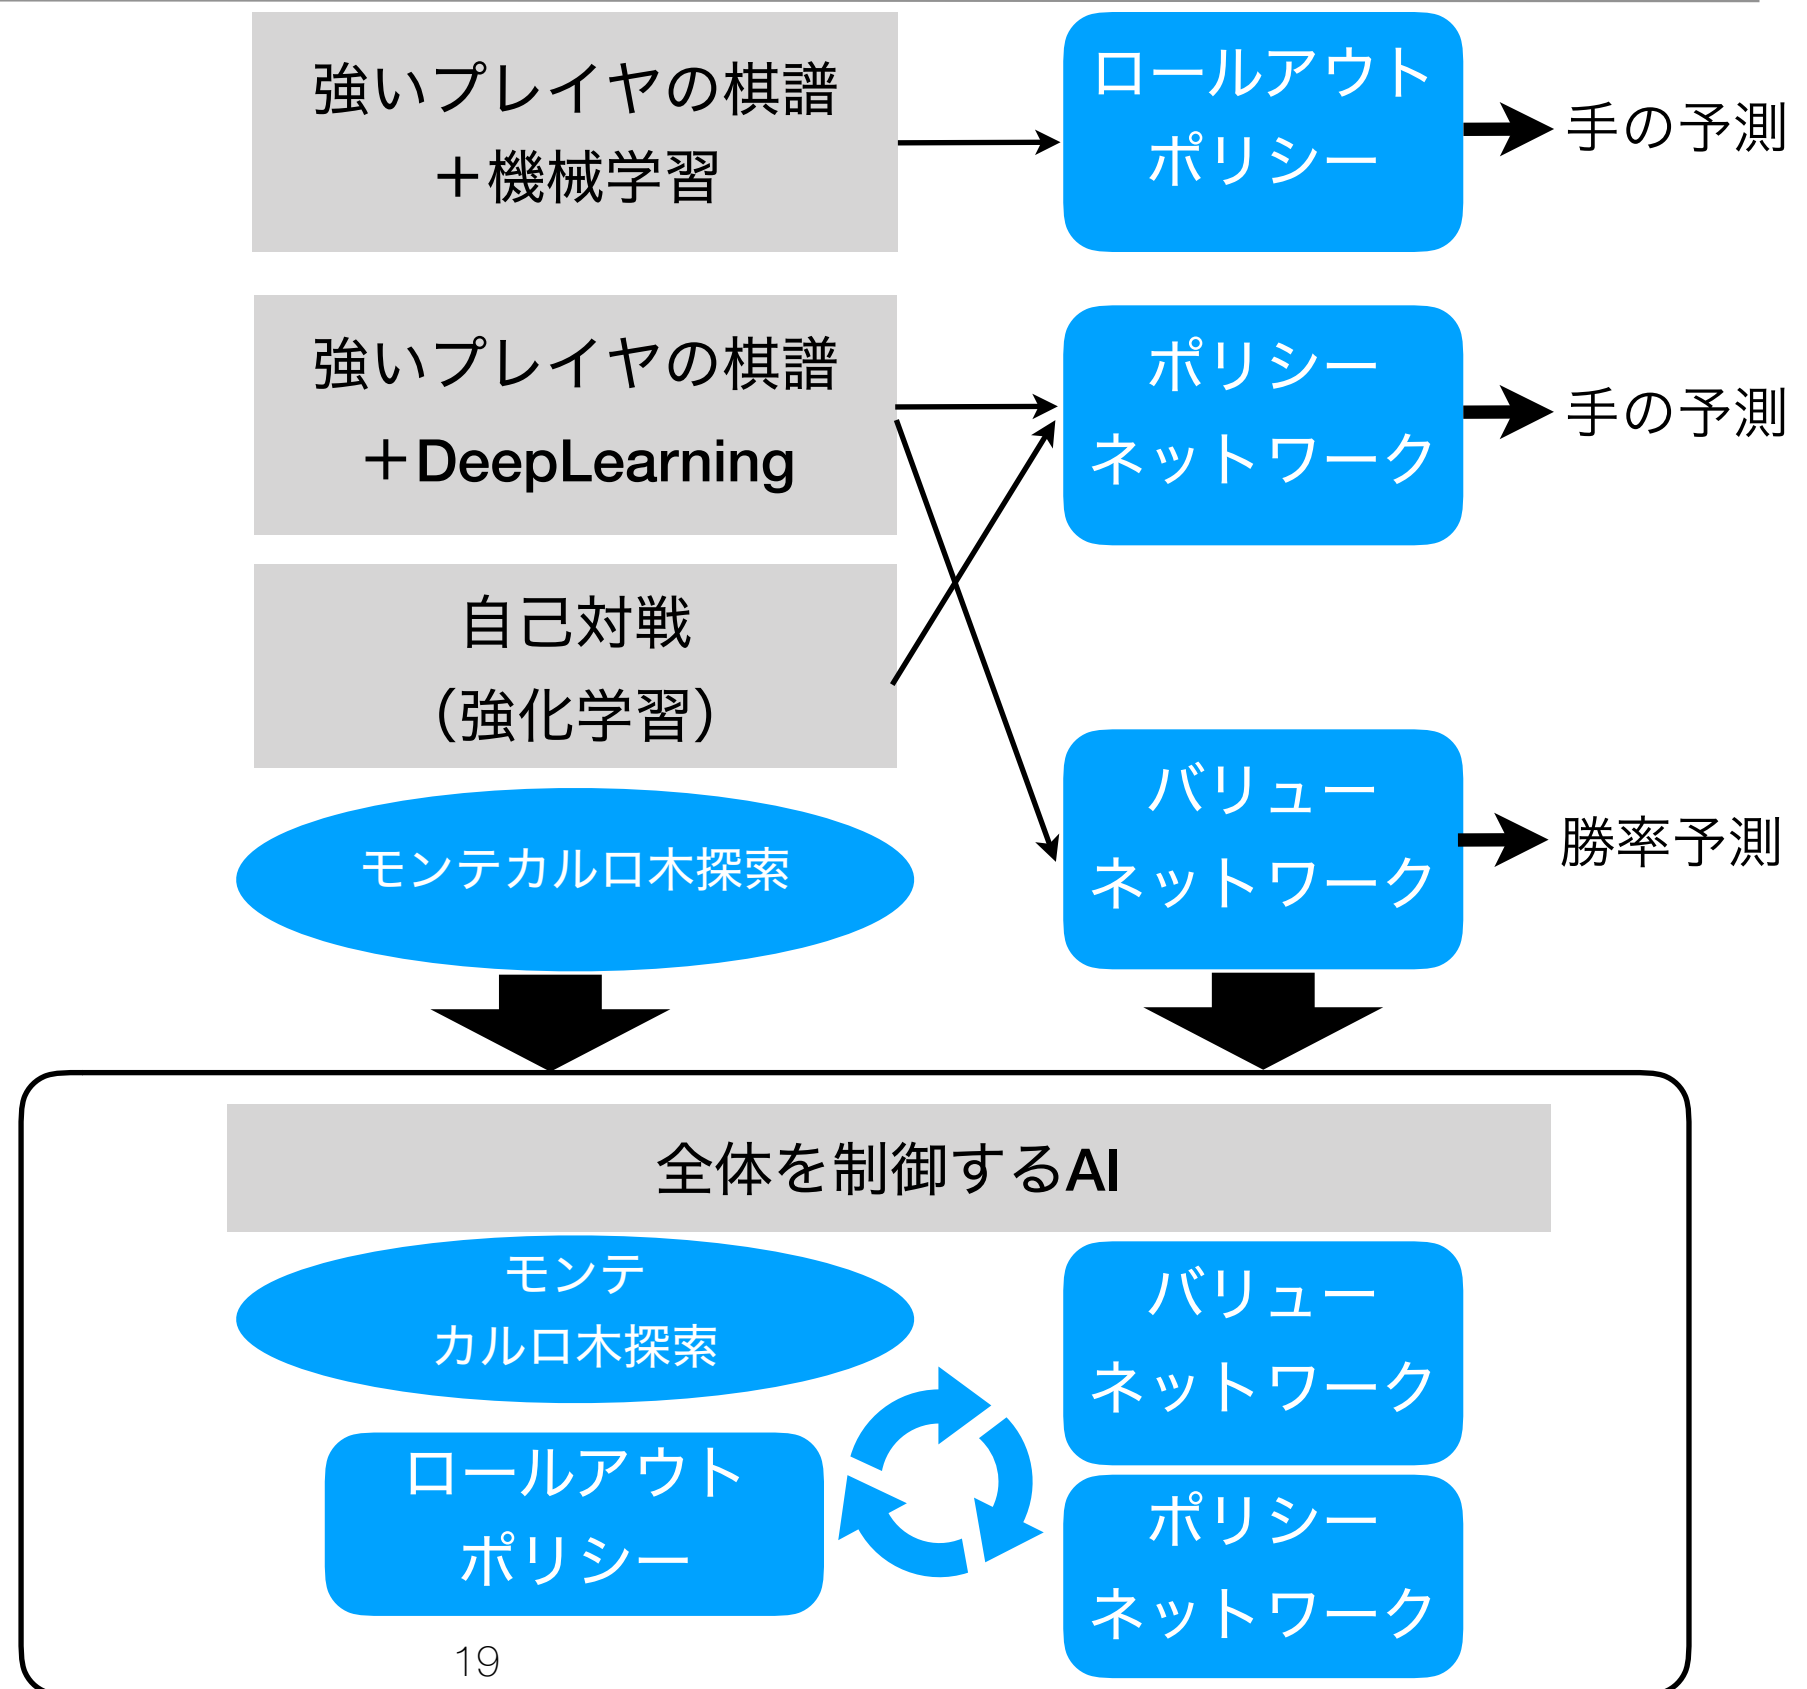 強いプレイヤの棋譜
＋機械学習
ロールアウト
ポリシー
手の予測
強いプレイヤの棋譜
＋DeepLearning
ポリシー
ネットワーク
手の予測
自己対戦
（強化学習）
バリュー
ネットワーク
勝率予測
モンテカルロ木探索
全体を制御するAI
モンテ
カルロ木探索
バリュー
ネットワーク
ロールアウト
ポリシー
ポリシー
ネットワーク
19